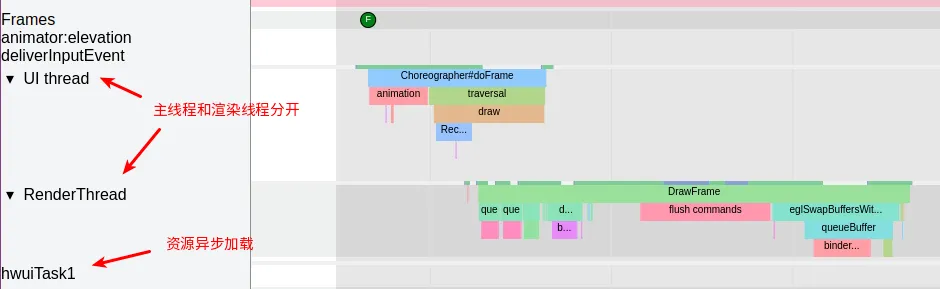 Frames
F
animator:elevation
deliverInputEvent
▼ UI thread
Choreographer#doFrame
animation
traversal
主线程和渲染线程分开
draw
Rec...
▼ RenderThread
DrawFrame
que
que
d...
flush commands
eglSwapBuffersWit...
b...
queueBuffer
资源异步加载
binder...
hwuiTask1